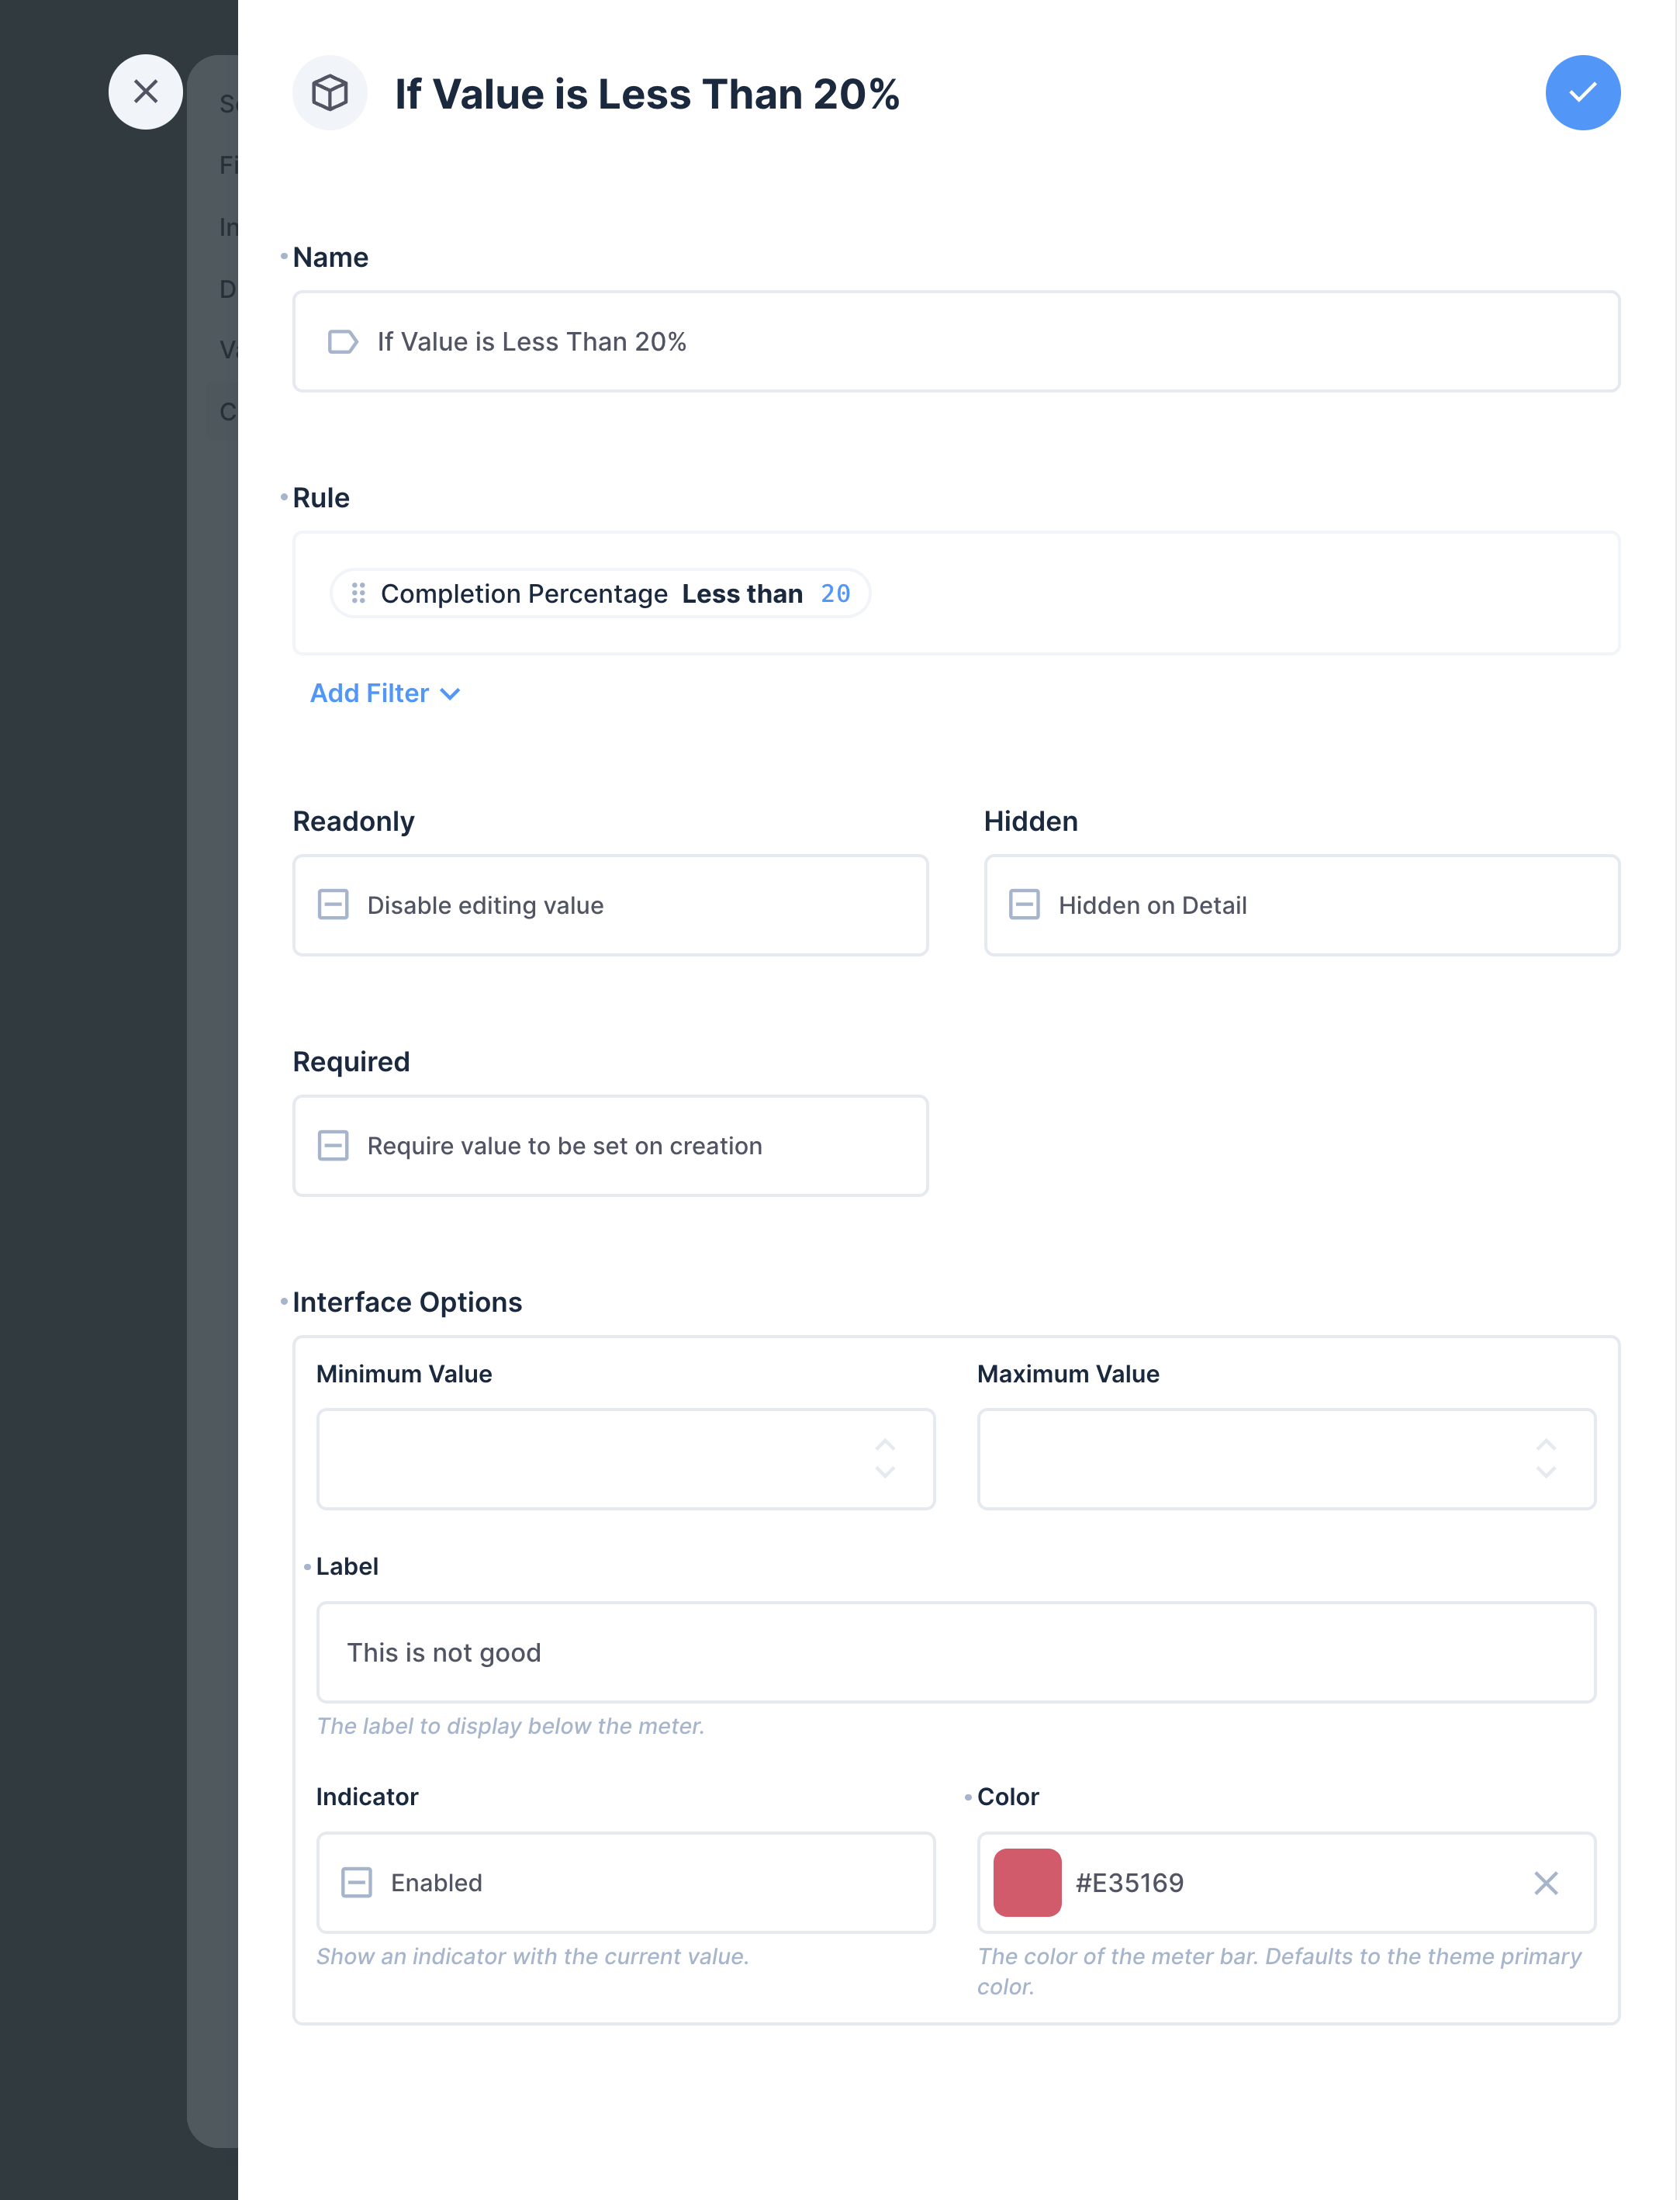 If Value is Less Than 20%
Name
If Value is Less Than 20%
Rule
Completion Percentage Less than 20
Add Filter
Readonly
Hidden
Disable editing value
Hidden on Detail
Required
Require value to be set on creation
Interface Options
Minimum Value
Maximum Value
Label
This is not good
The label to display below the meter.
Indicator
Color
Enabled
#E35169
Show an indicator with the current value.
The color of the meter bar. Defaults to the theme primary
color.